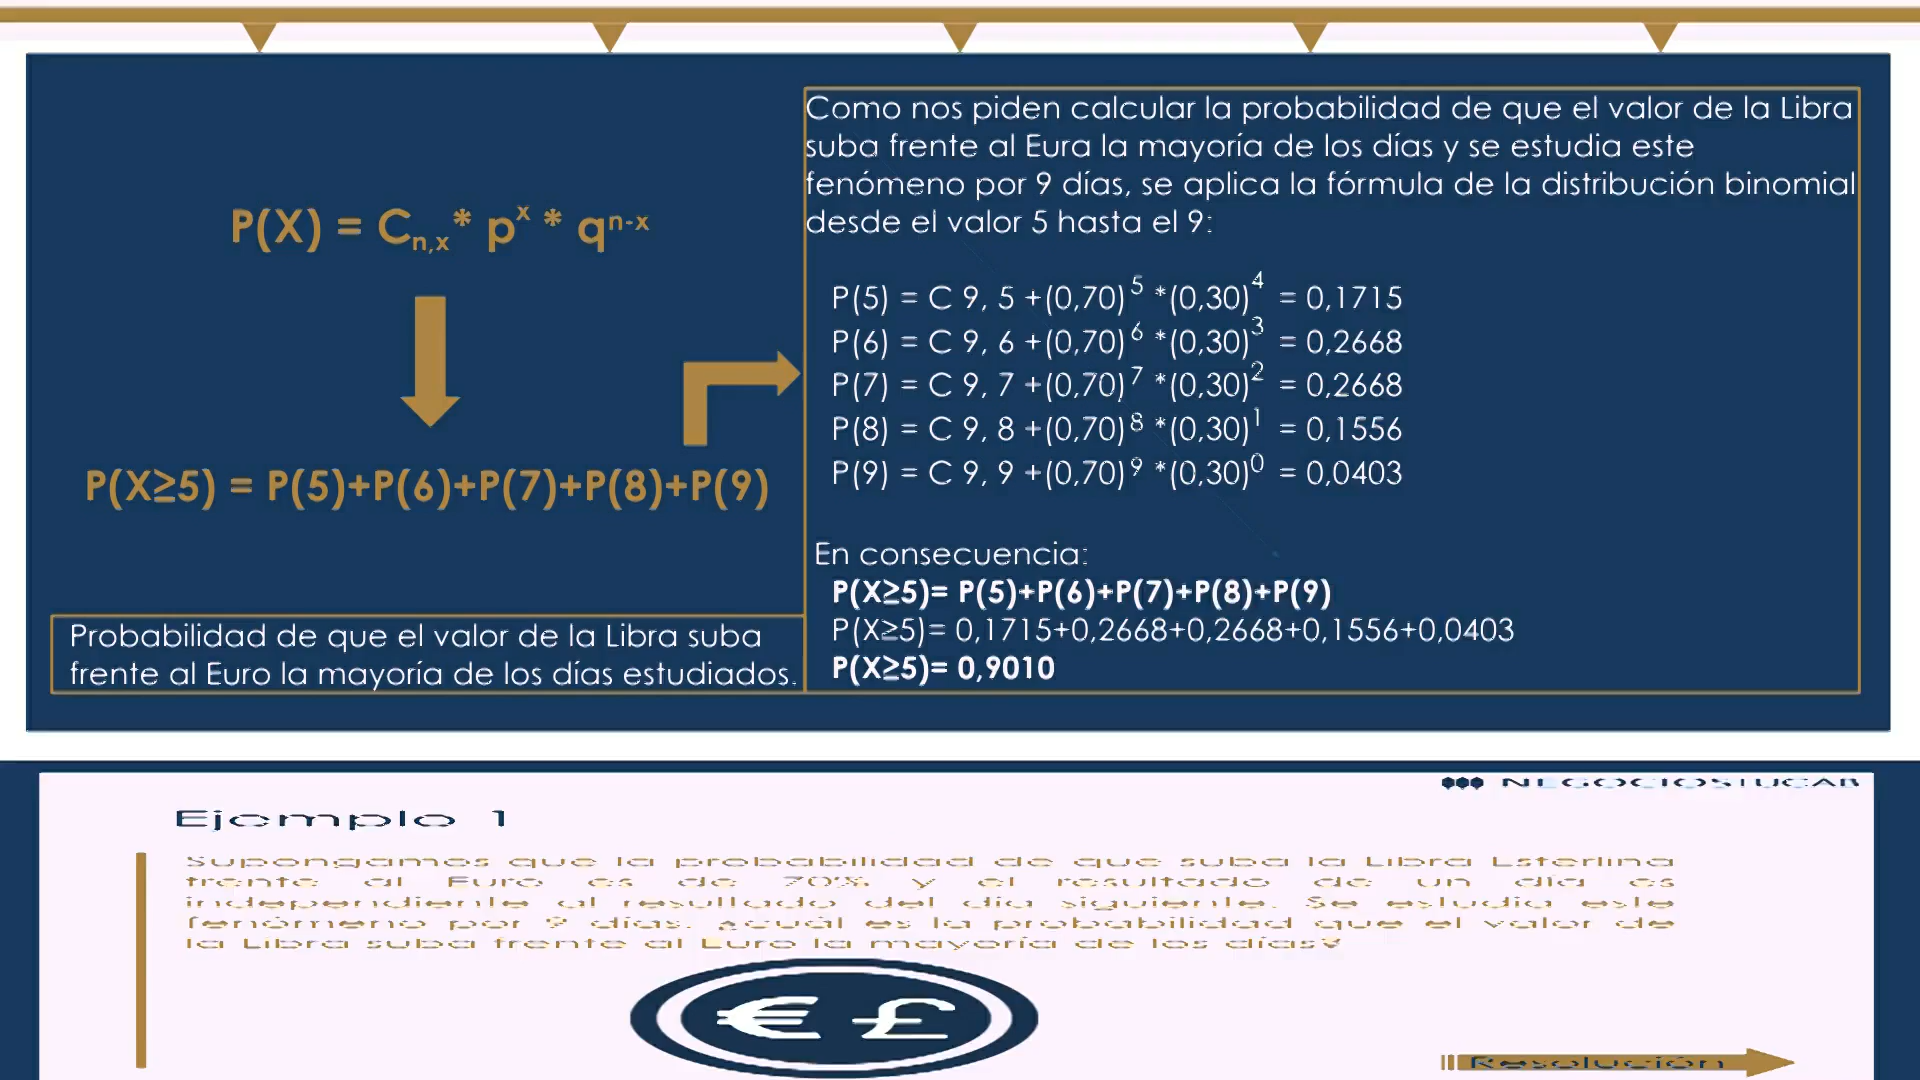 P(X) = Cn,x* p^x * q^n-x
P(X≥5) = P(5)+P(6)+P(7)+P(8)+P(9)
Probabilidad de que el valor de la Libra suba
frente al Euro la mayoría de los días estudiados.
Como nos piden calcular la probabilidad de que el valor de la Libra
suba frente al Eura la mayoría de los días y se estudia este
fenómeno por 9 días, se aplica la fórmula de la distribución binomial
desde el valor 5 hasta el 9:
P(5) = C 9, 5 +(0,70)^5 *(0,30)^4 = 0,1715
P(6) = C 9, 6 +(0,70)^6 *(0,30)^3 = 0,2668
P(7) = C 9, 7 +(0,70)^7 *(0,30)^2 = 0,2668
P(8) = C 9, 8 +(0,70)^8 *(0,30)^1 = 0,1556
P(9) = C 9, 9 +(0,70)^9 *(0,30)^0 = 0,0403
En consecuencia:
P(X≥5)= P(5)+P(6)+P(7)+P(8)+P(9)
P(X≥5)= 0,1715+0,2668+0,2668+0,1556+0,0403
P(X≥5)= 0,9010
NEGOCIOS | UCAB
Ejemplo 1
Supongamos que la probabilidad de que suba la Libra Esterlina
frente al Euro es de 70% y el resultado de un día es
independiente al resultado del día siguiente. Se estudia este
fenómeno por 9 días. ¿Cuál es la probabilidad que el valor de
la Libra suba frente al Euro la mayoría de los días?
€ £
Resolución